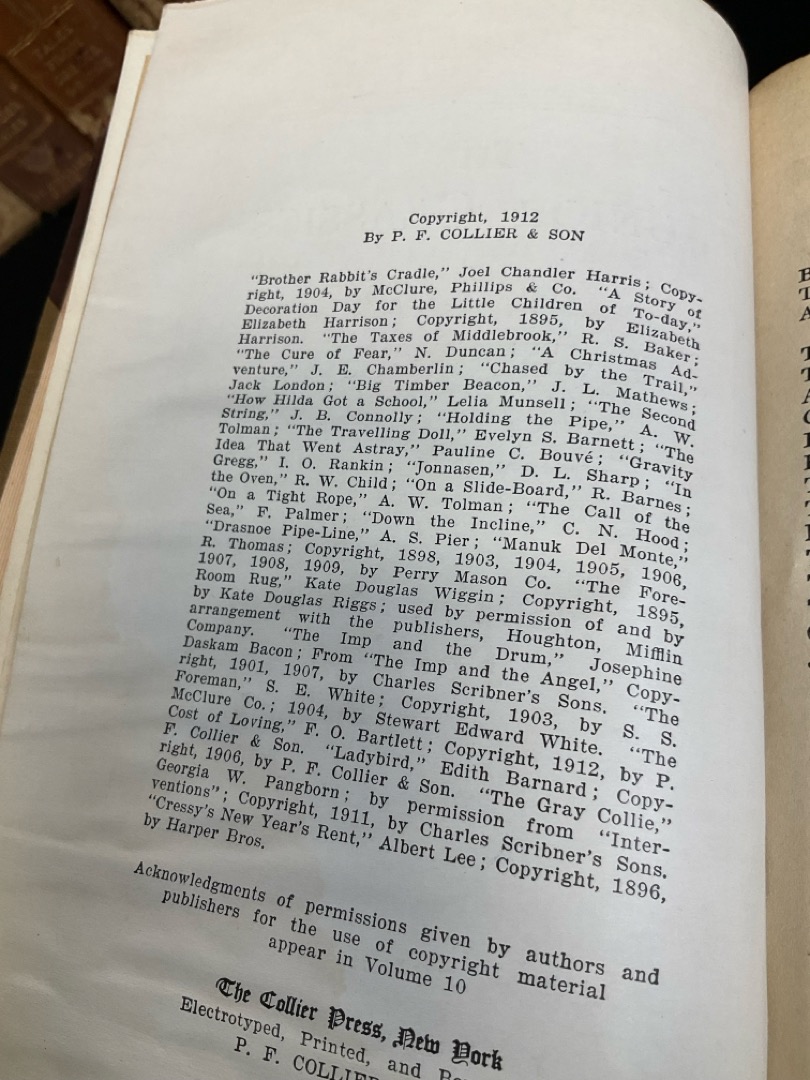 Copyright, 1912
By P. F. COLLIER & SON
"Brother Rabbit's Cradle," Joel Chandler Harris; Copy-
right, 1904, by McClure, Phillips & Co. "A Story of
Decoration Day for the Little Children of To-day,"
Elizabeth Harrison; Copyright, 1895, by Elizabeth
Harrison. "The Taxes of Middlebrook," R. S. Baker;
"The Cure of Fear," N. Duncan; "A Christmas Ad-
venture," J. E. Chamberlin; "Chased by the Trail,"
Jack London; "Big Timber Beacon," J. L. Mathews;
"How Hilda Got a School," Lelia Munsell; "The Second
String," J. B. Connolly; "Holding the Pipe," A. W.
Tolman; "The Travelling Doll," Evelyn S. Barnett; "The
Idea That Went Astray," Pauline C. Bouvé; "Gravity
Gregg," I. O. Rankin; "Jonnasen," D. L. Sharp; "In
the Oven," R. W. Child; "On a Slide-Board," R. Barnes;
"On a Tight Rope," A. W. Tolman; "The Call of the
Sea," F. Palmer; "Down the Incline," C. N. Hood;
"Drasnoe Pipe-Line," A. S. Pier; "Manuk Del Monte,"
R. Thomas; Copyright, 1898, 1903, 1904, 1905, 1906,
1907, 1908, 1909, by Perry Mason Co. "The Fore-
Room Rug," Kate Douglas Wiggin; Copyright, 1895,
by Kate Douglas Riggs; used by permission of and by
arrangement with the publishers, Houghton, Mifflin
Company. "The Imp and the Drum," Josephine
Daskam Bacon; From "The Imp and the Angel," Copy-
right, 1901, 1907, by Charles Scribner's Sons. "The
Foreman," S. E. White; Copyright, 1903, by S. S.
McClure Co.; 1904, by Stewart Edward White. "The
Cost of Loving," F. O. Bartlett; Copyright, 1912, by P.
F. Collier & Son. "Ladybird," Edith Barnard; Copy-
right, 1906, by P. F. Collier & Son. "The Gray Collie,"
Georgia W. Pangborn; by permission from "Inter-
ventions"; Copyright, 1911, by Charles Scribner's Sons.
"Cressy's New Year's Rent," Albert Lee; Copyright, 1896,
by Harper Bros.
Acknowledgments of permissions given by authors and
publishers for the use of copyright material
appear in Volume 10
The Collier Press, New York
Electrotyped, Printed, and
P. F. COLLIER